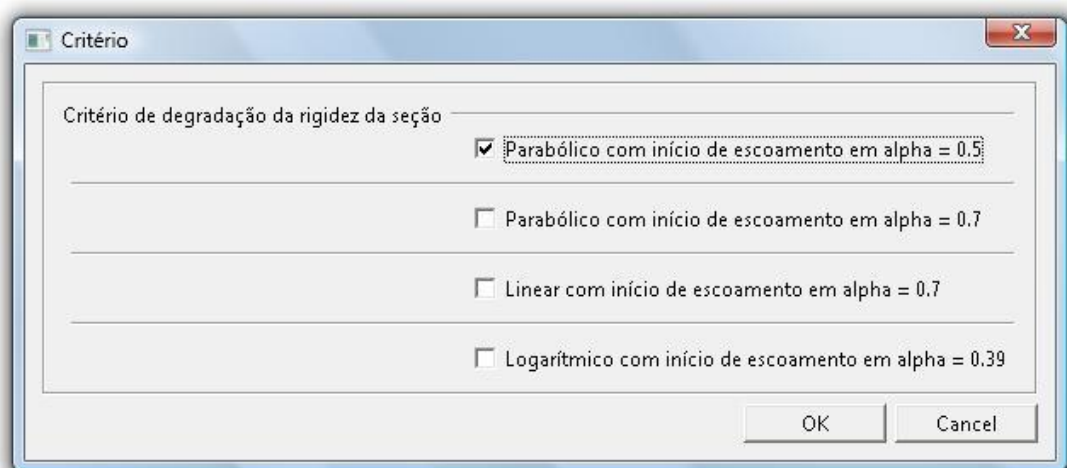 Critério
Critério de degradação da rigidez da seção
Parabólico com início de escoamento em alpha = 0.5
Parabólico com início de escoamento em alpha = 0.7
Linear com início de escoamento em alpha = 0.7
Logarítmico com início de escoamento em alpha = 0.39
OK Cancel